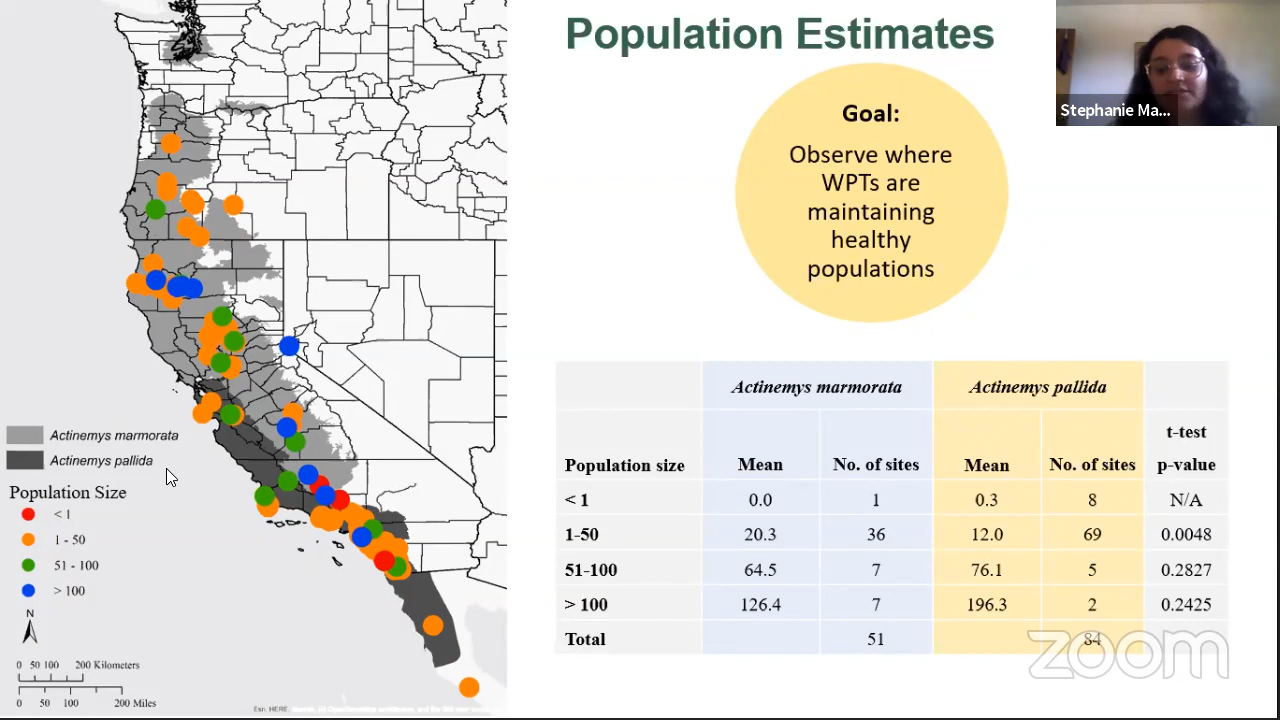 Population Estimates
Stephanie Ma...
Goal:
Observe where
WPTs are
maintaining
healthy
populations
Actinemys marmorata
Actinemys pallida
Population Size
< 1
1 - 50
51 - 100
> 100
N
0 50 100 200 Kilometers
0 50 100 200 Miles
Esri, HERE,
Actinemys marmorata Actinemys pallida
t-test
Population size Mean No. of sites Mean No. of sites p-value
< 1 0.0 1 0.3 8 N/A
1-50 20.3 36 12.0 69 0.0048
51-100 64.5 7 76.1 5 0.2827
> 100 126.4 7 196.3 2 0.2425
Total 51 84
zoom